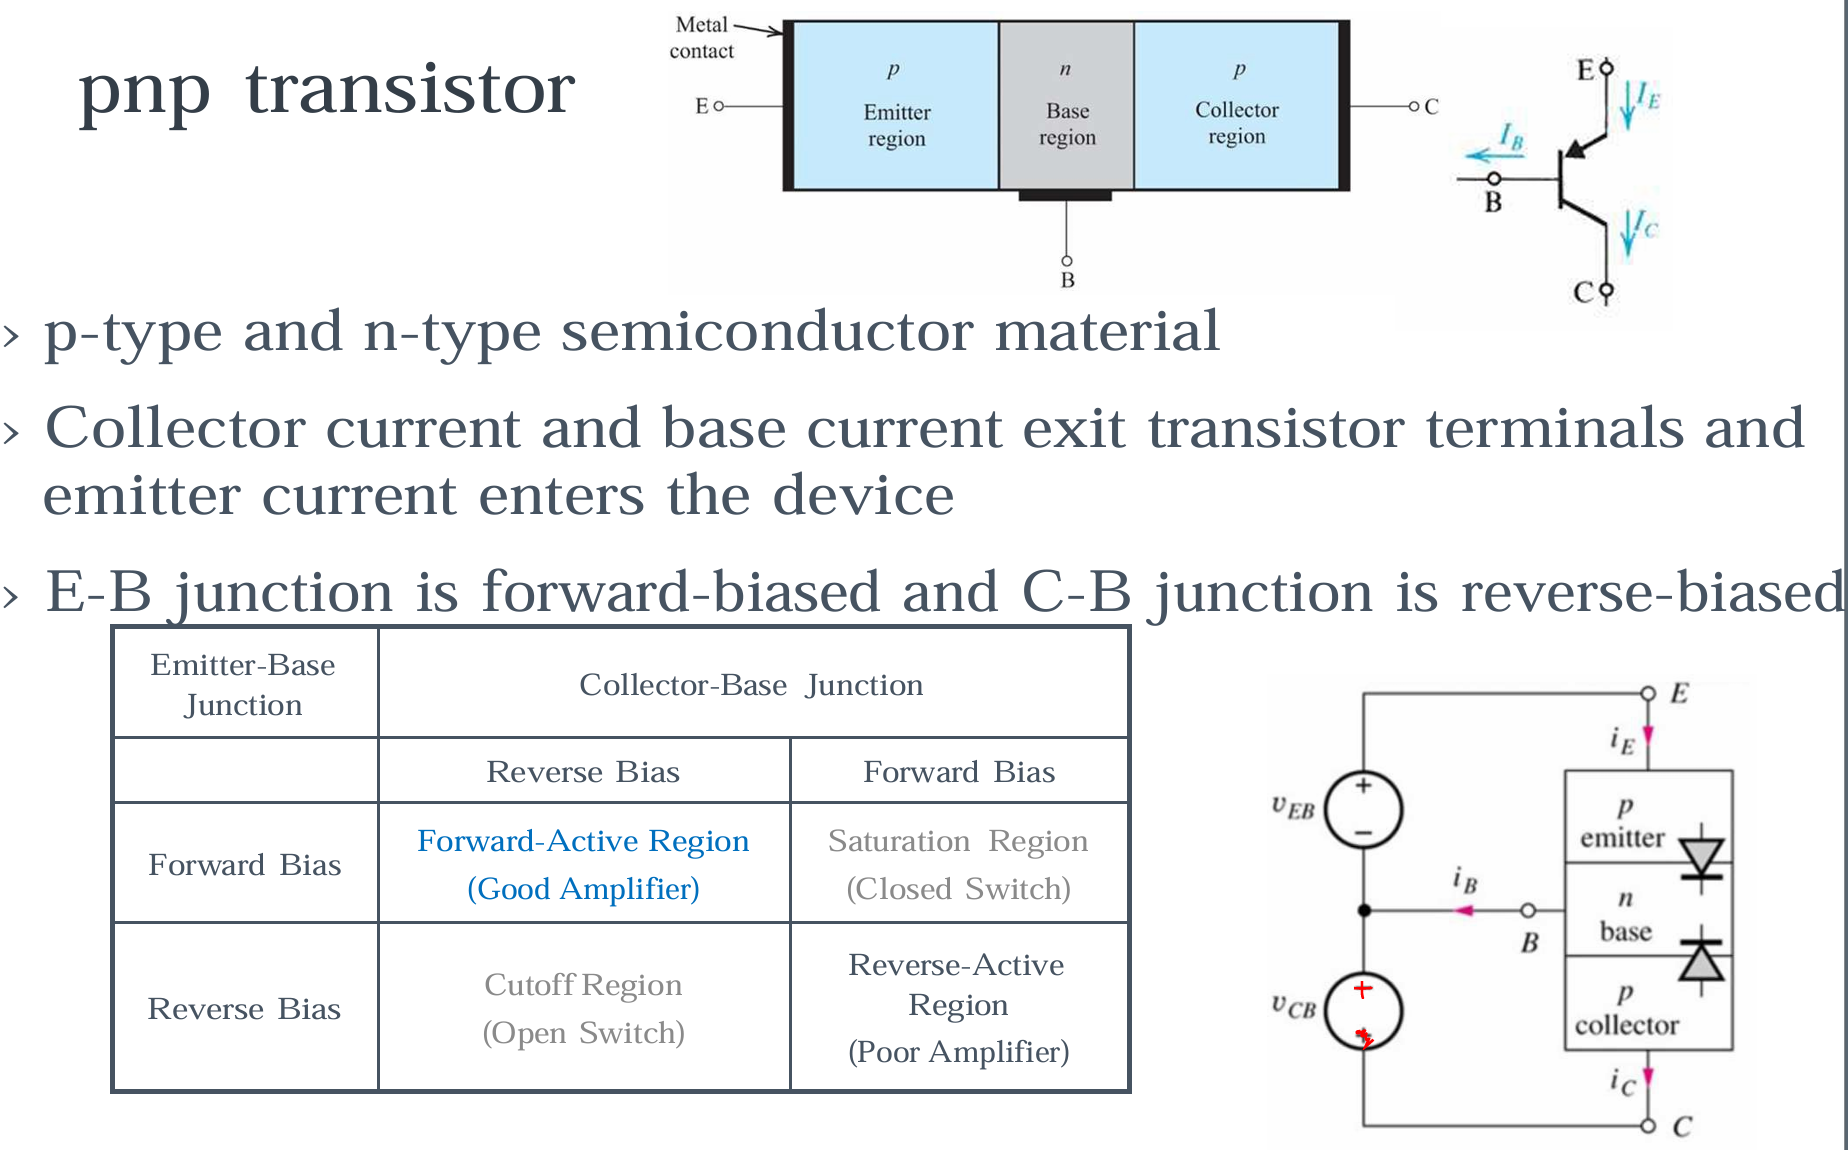 pnp transistor
Metal
contact
E
p
Emitter
region
n
Base
region
p
Collector
region
C
B
E
I_E
I_B
B
I_C
C
› p-type and n-type semiconductor material
› Collector current and base current exit transistor terminals and
emitter current enters the device
› E-B junction is forward-biased and C-B junction is reverse-biased
Emitter-Base
Junction
Collector-Base Junction
Reverse Bias
Forward Bias
Forward Bias
Forward-Active Region
(Good Amplifier)
Saturation Region
(Closed Switch)
Reverse Bias
Cutoff Region
(Open Switch)
Reverse-Active
Region
(Poor Amplifier)
E
i_E
v_EB
+
−
p
emitter
i_B
n
base
B
v_CB
+
p
collector
i_C
C